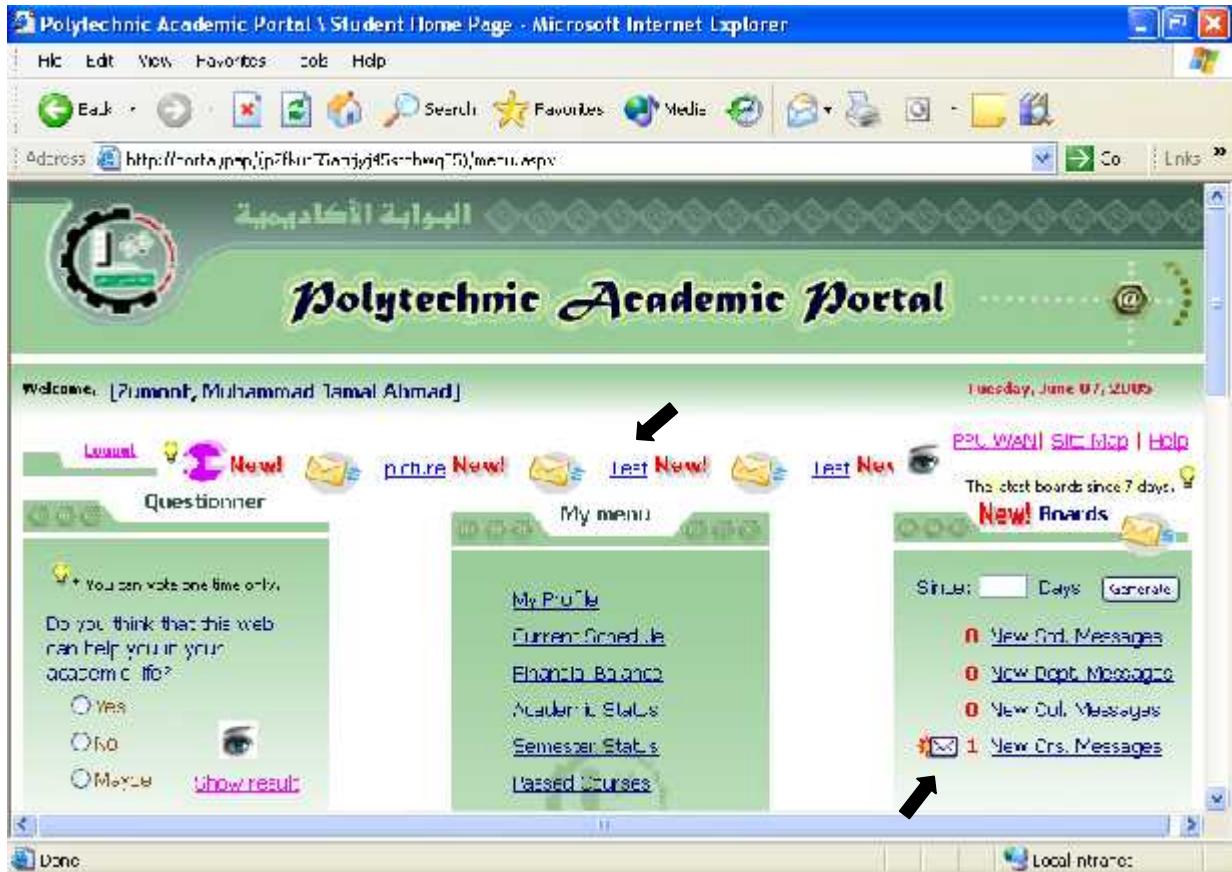 Polytechnic Academic Portal \ Student Home Page - Microsoft Internet Explorer
File Edit View Favorites Tools Help
Back Search Favorites Media
Address Go Links
البوابة الأكاديمية
Polytechnic Academic Portal
Welcome, Muhammad Jamal Ahmad]
Tuesday, June 07, 2005
PPU WAN| Site Map | Help
Logout New! picture New! Test New! Test New
The latest boards since 7 days.
Questionner
My menu
New! Boards
* You can vote one time only.
Do you think that this web
can help you in your
academic life?
Yes
No
Maybe Show result
My Profile
Current Schedule
Financial Balance
Academic Status
Semester Status
Passed Courses
Since: Days Generate
0 New Std. Messages
0 New Dept. Messages
0 New Col. Messages
1 New Crs. Messages
Done Local intranet